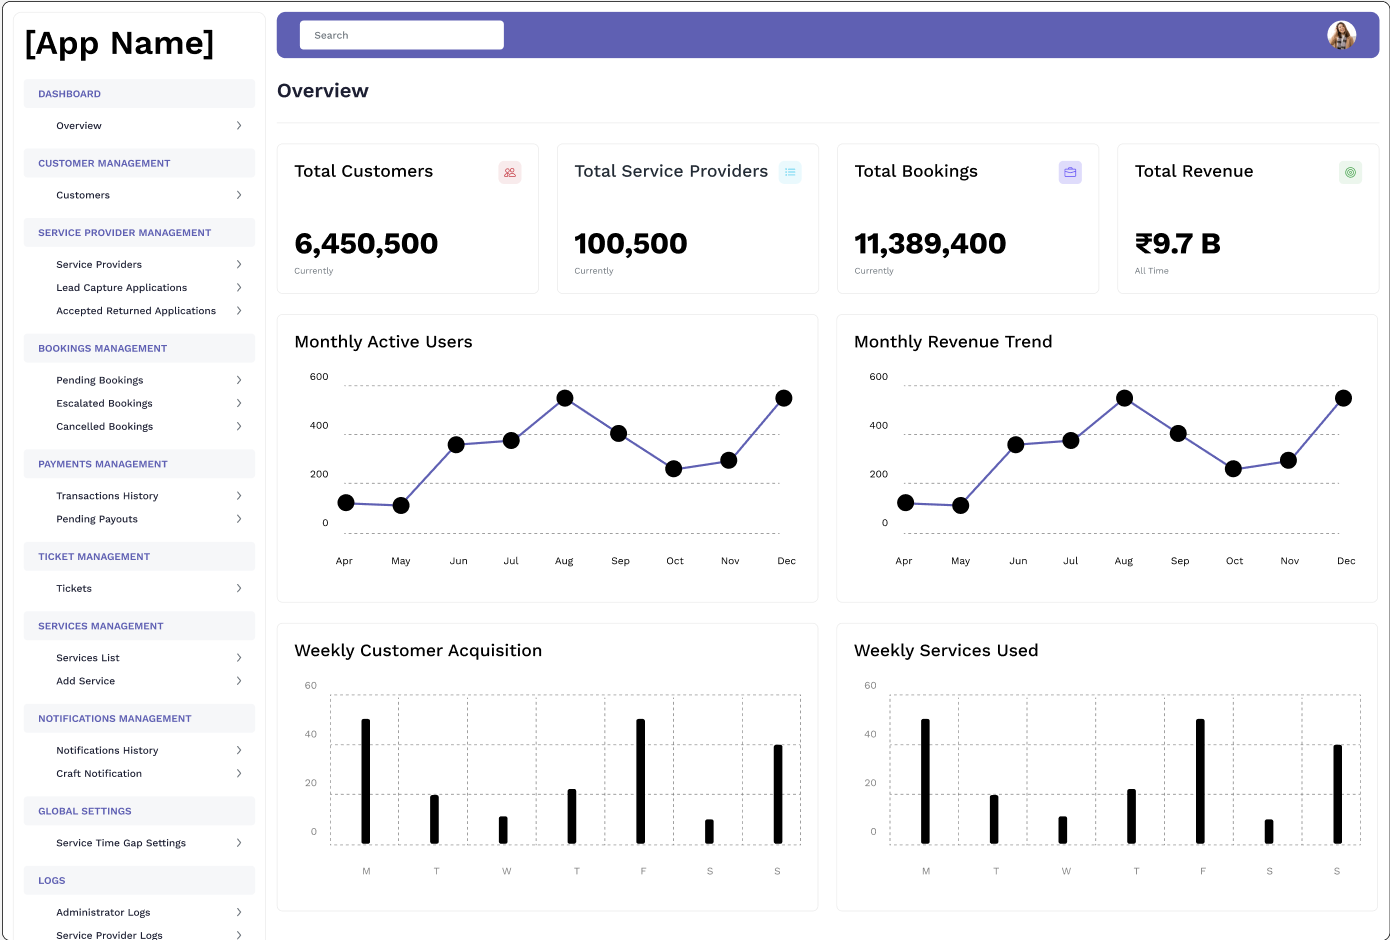 [App Name]
DASHBOARD
Overview
CUSTOMER MANAGEMENT
Customers
SERVICE PROVIDER MANAGEMENT
Service Providers
Lead Capture Applications
Accepted Returned Applications
BOOKINGS MANAGEMENT
Pending Bookings
Escalated Bookings
Cancelled Bookings
PAYMENTS MANAGEMENT
Transactions History
Pending Payouts
TICKET MANAGEMENT
Tickets
SERVICES MANAGEMENT
Services List
Add Service
NOTIFICATIONS MANAGEMENT
Notifications History
Craft Notification
GLOBAL SETTINGS
Service Time Gap Settings
LOGS
Administrator Logs
Service Provider Logs
Search
Overview
Total Customers
6,450,500
Currently
Total Service Providers
100,500
Currently
Total Bookings
11,389,400
Currently
Total Revenue
₹9.7 B
All Time
Monthly Active Users
600
400
200
0
Apr May Jun Jul Aug Sep Oct Nov Dec
Monthly Revenue Trend
600
400
200
0
Apr May Jun Jul Aug Sep Oct Nov Dec
Weekly Customer Acquisition
60
40
20
0
M T W T F S S
Weekly Services Used
60
40
20
0
M T W T F S S